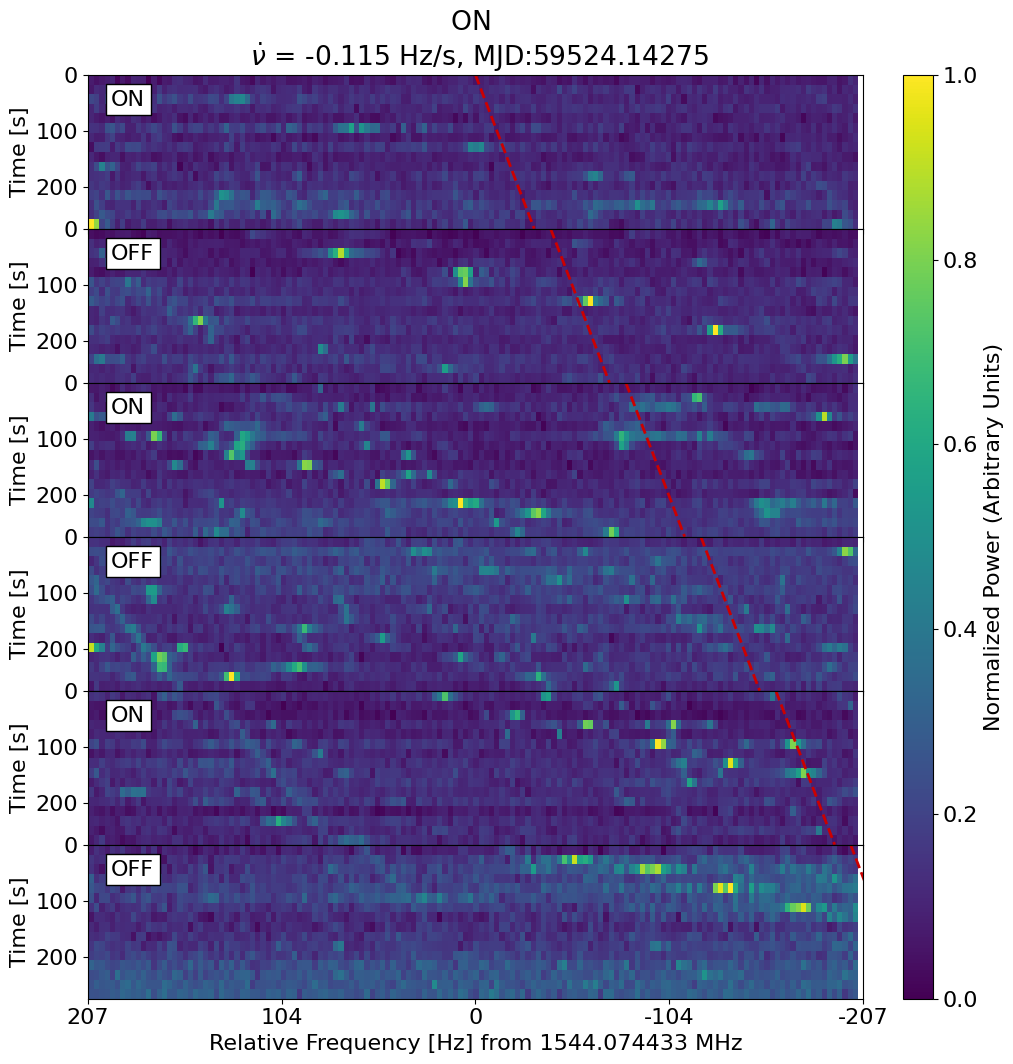 ON
ν̇ = -0.115 Hz/s, MJD:59524.14275
0
100
200
Time [s]
ON
0
100
200
Time [s]
OFF
0
100
200
Time [s]
ON
0
100
200
Time [s]
OFF
0
100
200
Time [s]
ON
0
100
200
Time [s]
OFF
207
104
0
-104
-207
Relative Frequency [Hz] from 1544.074433 MHz
1.0
0.8
0.6
0.4
0.2
0.0
Normalized Power (Arbitrary Units)